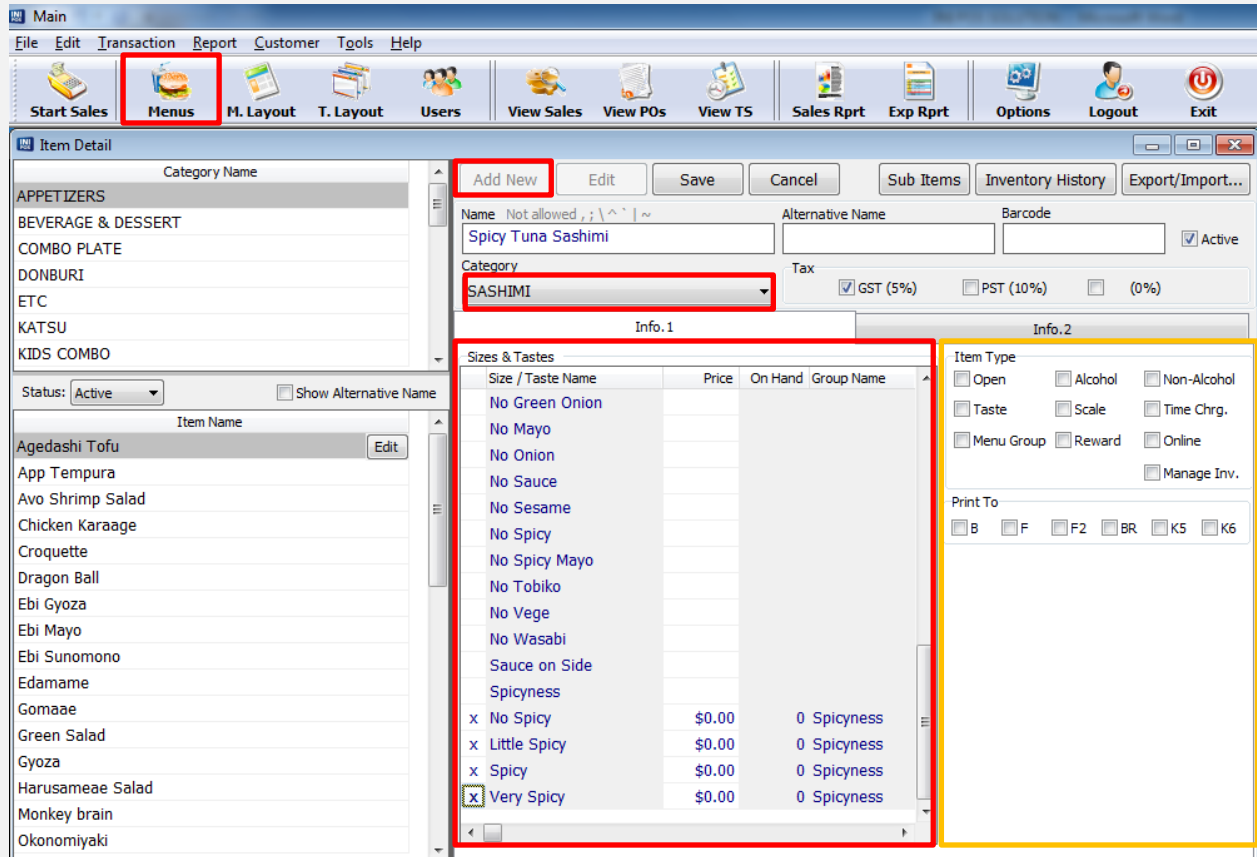 Main
File Edit Transaction Report Customer Tools Help
Start Sales Menus M. Layout T. Layout Users View Sales View POs View TS Sales Rprt Exp Rprt Options Logout Exit
Item Detail
Category Name
APPETIZERS
BEVERAGE & DESSERT
COMBO PLATE
DONBURI
ETC
KATSU
KIDS COMBO
Status: Active Show Alternative Name
Item Name
Agedashi Tofu Edit
App Tempura
Avo Shrimp Salad
Chicken Karaage
Croquette
Dragon Ball
Ebi Gyoza
Ebi Mayo
Ebi Sunomono
Edamame
Gomaae
Green Salad
Gyoza
Harusameae Salad
Monkey brain
Okonomiyaki
Add New Edit Save Cancel Sub Items Inventory History Export/Import...
Name Not allowed , ; \ ^ ` | ~ Alternative Name Barcode
Spicy Tuna Sashimi Active
Category Tax
SASHIMI GST (5%) PST (10%) (0%)
Info.1 Info.2
Sizes & Tastes
Size / Taste Name Price On Hand Group Name
No Green Onion
No Mayo
No Onion
No Sauce
No Sesame
No Spicy
No Spicy Mayo
No Tobiko
No Vege
No Wasabi
Sauce on Side
Spicyness
x No Spicy $0.00 0 Spicyness
x Little Spicy $0.00 0 Spicyness
x Spicy $0.00 0 Spicyness
x Very Spicy $0.00 0 Spicyness
Item Type
Open Alcohol Non-Alcohol
Taste Scale Time Chrg.
Menu Group Reward Online
Manage Inv.
Print To
B F F2 BR K5 K6